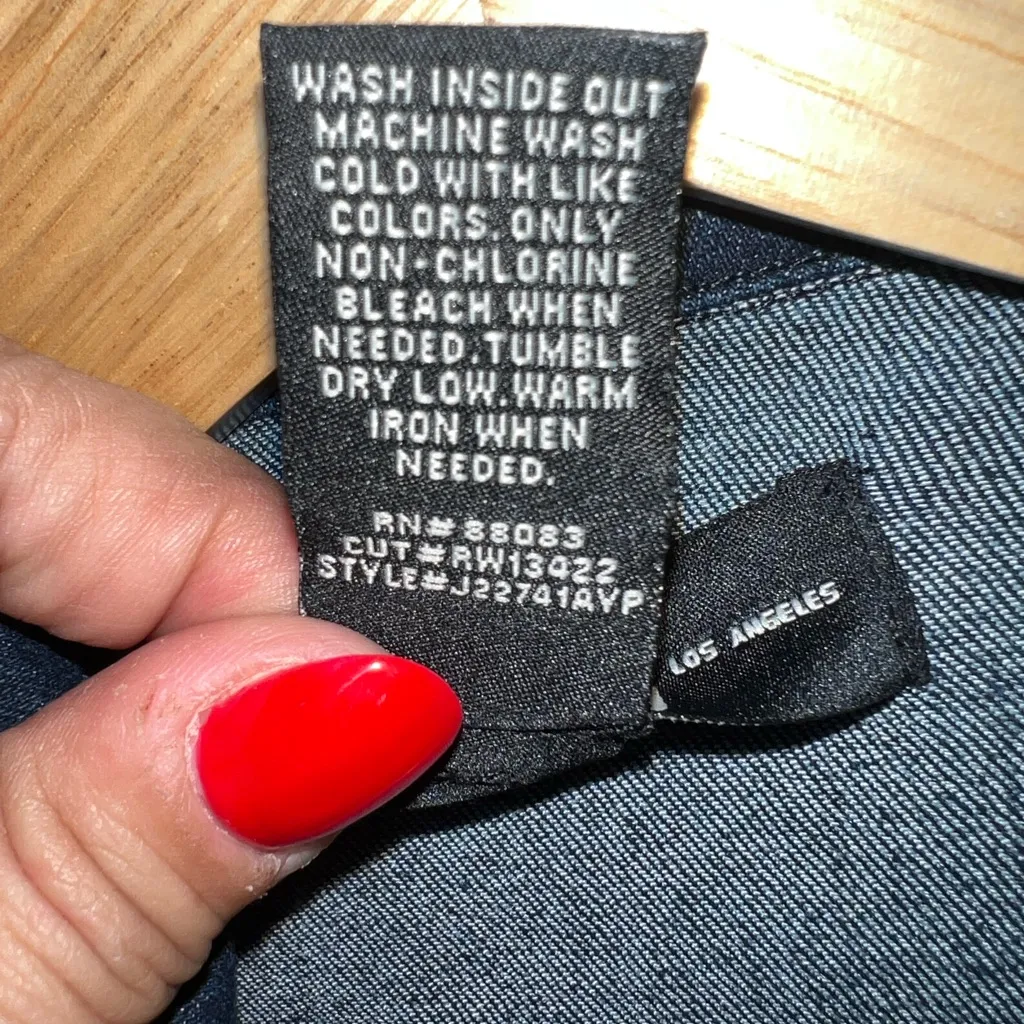 WASH INSIDE OUT
MACHINE WASH
COLD WITH LIKE
COLORS. ONLY
NON-CHLORINE
BLEACH WHEN
NEEDED. TUMBLE
DRY LOW. WARM
IRON WHEN
NEEDED.
RN# 88083
CUT # RW13422
STYLE# J22741AYP
LOS ANGELES